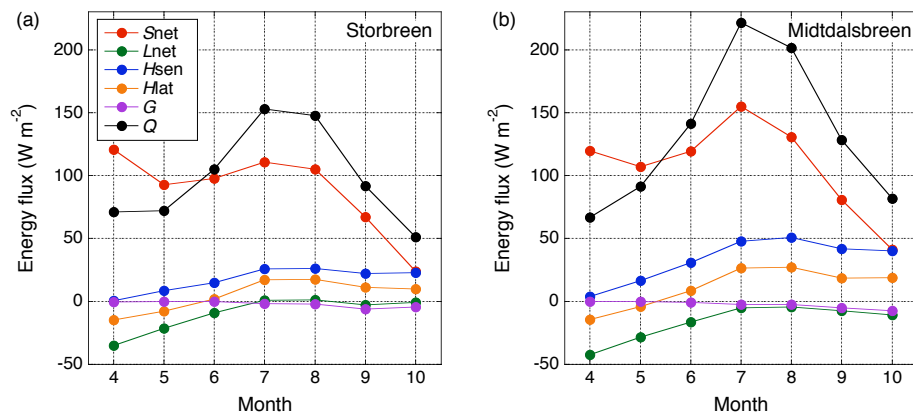 (a)
Storbreen
Snet
Lnet
Hsen
Hlat
G
Q
Energy flux (W m-2)
200
150
100
50
0
-50
4 5 6 7 8 9 10
Month
(b)
Midtdalsbreen
Energy flux (W m-2)
200
150
100
50
0
-50
4 5 6 7 8 9 10
Month